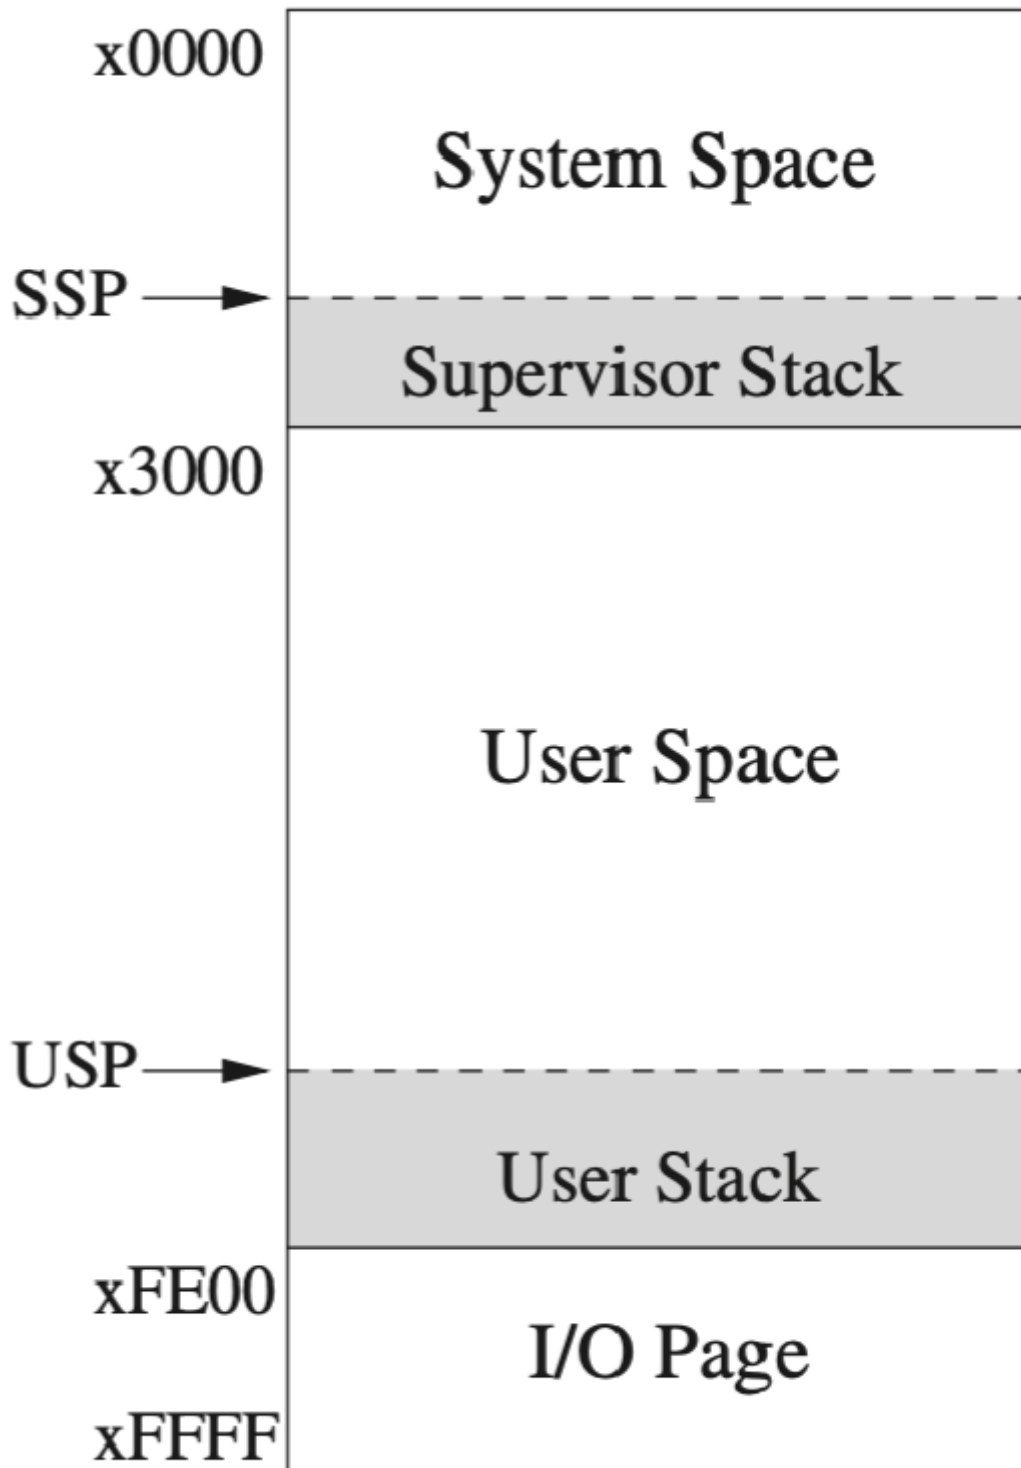 x0000
System Space
SSP
Supervisor Stack
x3000
User Space
USP
User Stack
xFE00
I/O Page
xFFFF